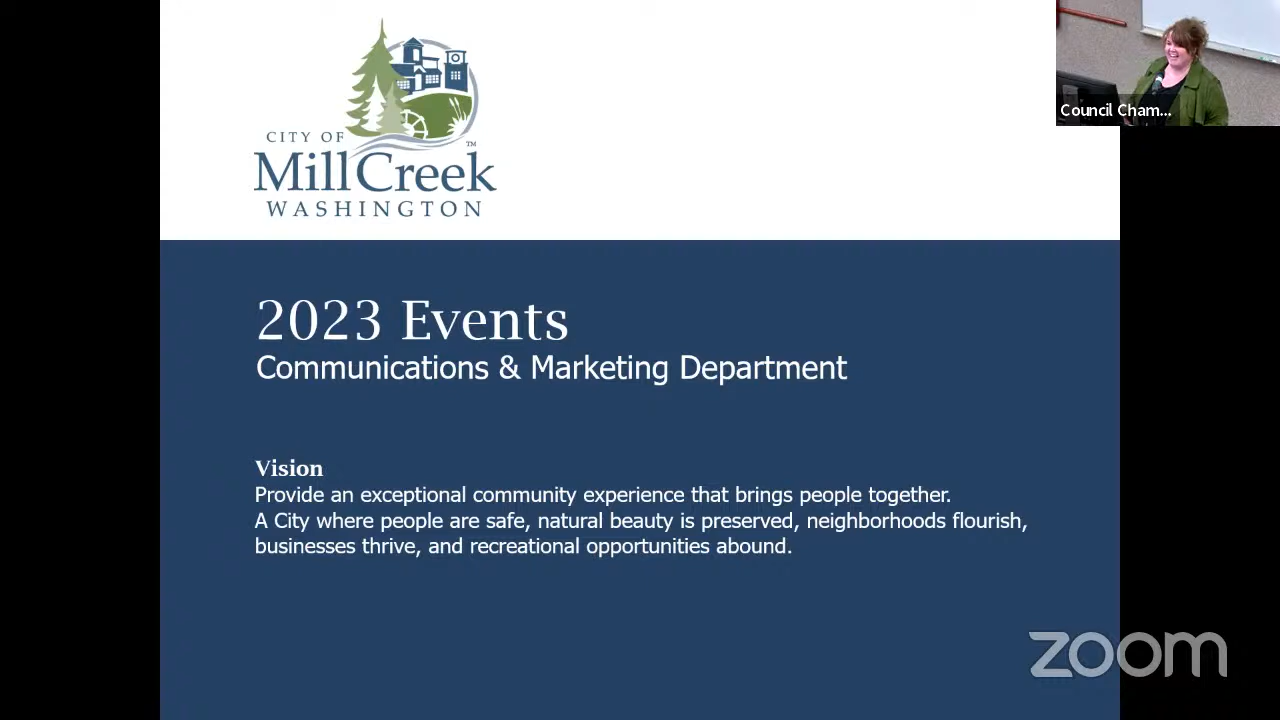 Council Cham...
CITY OF
Mill Creek
TM
WASHINGTON
2023 Events
Communications & Marketing Department
Vision
Provide an exceptional community experience that brings people together.
A City where people are safe, natural beauty is preserved, neighborhoods flourish,
businesses thrive, and recreational opportunities abound.
zoom